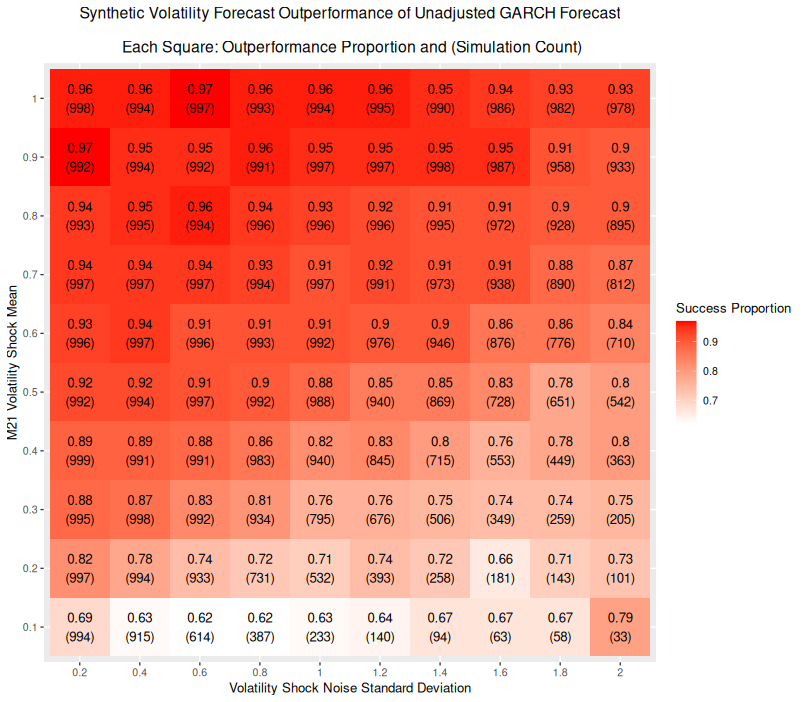 Synthetic Volatility Forecast Outperformance of Unadjusted GARCH Forecast
Each Square: Outperformance Proportion and (Simulation Count)
M21 Volatility Shock Mean
1
0.96 0.96 0.97 0.96 0.96 0.96 0.95 0.94 0.93 0.93
(998) (994) (997) (993) (994) (995) (990) (986) (982) (978)
0.9
0.97 0.95 0.95 0.96 0.95 0.95 0.95 0.95 0.91 0.9
(992) (994) (992) (991) (997) (997) (998) (987) (958) (933)
0.8
0.94 0.95 0.96 0.94 0.93 0.92 0.91 0.91 0.9 0.9
(993) (995) (994) (996) (996) (996) (995) (972) (928) (895)
0.7
0.94 0.94 0.94 0.93 0.91 0.92 0.91 0.91 0.88 0.87
(997) (997) (997) (994) (997) (991) (973) (938) (890) (812)
0.6
0.93 0.94 0.91 0.91 0.91 0.9 0.9 0.86 0.86 0.84
(996) (997) (996) (993) (992) (976) (946) (876) (776) (710)
0.5
0.92 0.92 0.91 0.9 0.88 0.85 0.85 0.83 0.78 0.8
(992) (994) (997) (992) (988) (940) (869) (728) (651) (542)
0.4
0.89 0.89 0.88 0.86 0.82 0.83 0.8 0.76 0.78 0.8
(999) (991) (991) (983) (940) (845) (715) (553) (449) (363)
0.3
0.88 0.87 0.83 0.81 0.76 0.76 0.75 0.74 0.74 0.75
(995) (998) (992) (934) (795) (676) (506) (349) (259) (205)
0.2
0.82 0.78 0.74 0.72 0.71 0.74 0.72 0.66 0.71 0.73
(997) (994) (933) (731) (532) (393) (258) (181) (143) (101)
0.1
0.69 0.63 0.62 0.62 0.63 0.64 0.67 0.67 0.67 0.79
(994) (915) (614) (387) (233) (140) (94) (63) (58) (33)
0.2 0.4 0.6 0.8 1 1.2 1.4 1.6 1.8 2
Volatility Shock Noise Standard Deviation
Success Proportion
0.9
0.8
0.7